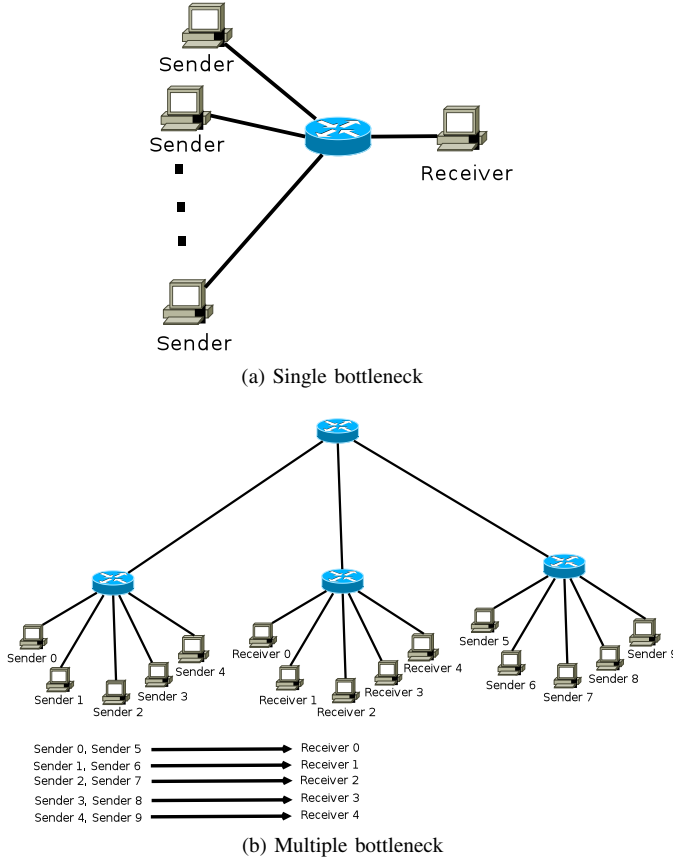 Sender
Sender
Receiver
Sender
(a) Single bottleneck
Sender 0
Sender 1
Sender 2
Sender 3
Sender 4
Receiver 0
Receiver 1
Receiver 2
Receiver 3
Receiver 4
Sender 5
Sender 6
Sender 7
Sender 8
Sender 9
Sender 0, Sender 5 Receiver 0
Sender 1, Sender 6 Receiver 1
Sender 2, Sender 7 Receiver 2
Sender 3, Sender 8 Receiver 3
Sender 4, Sender 9 Receiver 4
(b) Multiple bottleneck